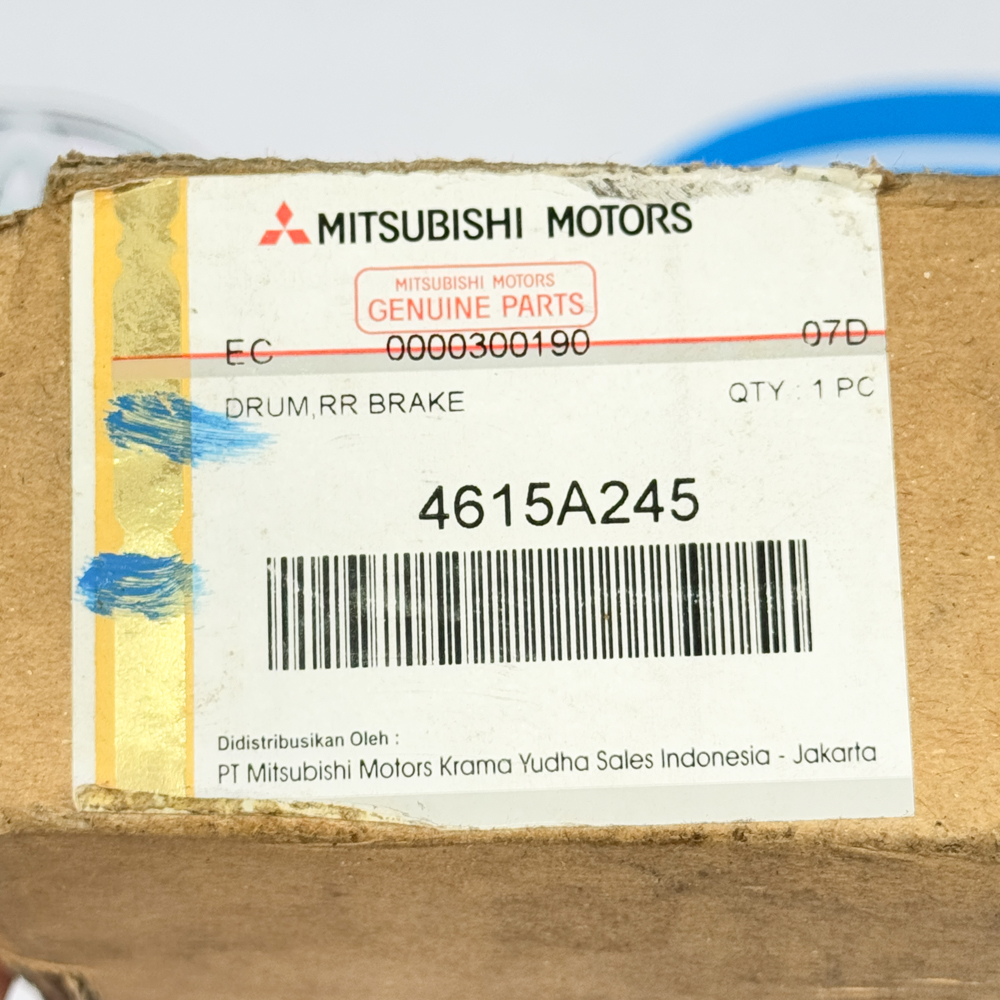 MITSUBISHI MOTORS
MITSUBISHI MOTORS
GENUINE PARTS
EC 0000300190 07D
DRUM,RR BRAKE QTY : 1 PC
4615A245
Didistribusikan Oleh :
PT Mitsubishi Motors Krama Yudha Sales Indonesia - Jakarta